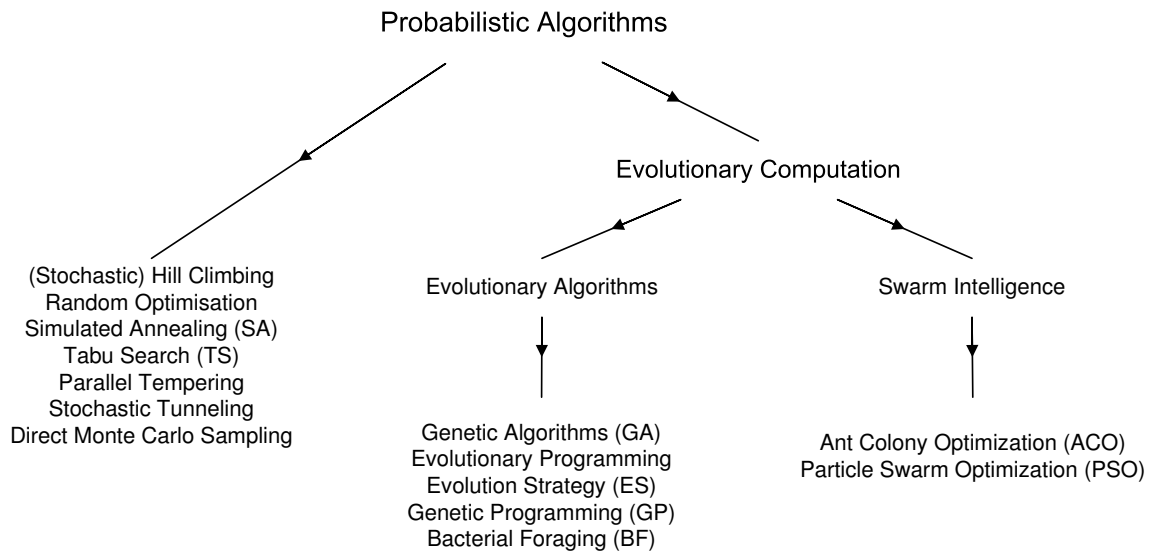 Probabilistic Algorithms
Evolutionary Computation
(Stochastic) Hill Climbing
Random Optimisation
Simulated Annealing (SA)
Tabu Search (TS)
Parallel Tempering
Stochastic Tunneling
Direct Monte Carlo Sampling
Evolutionary Algorithms
Swarm Intelligence
Genetic Algorithms (GA)
Evolutionary Programming
Evolution Strategy (ES)
Genetic Programming (GP)
Bacterial Foraging (BF)
Ant Colony Optimization (ACO)
Particle Swarm Optimization (PSO)